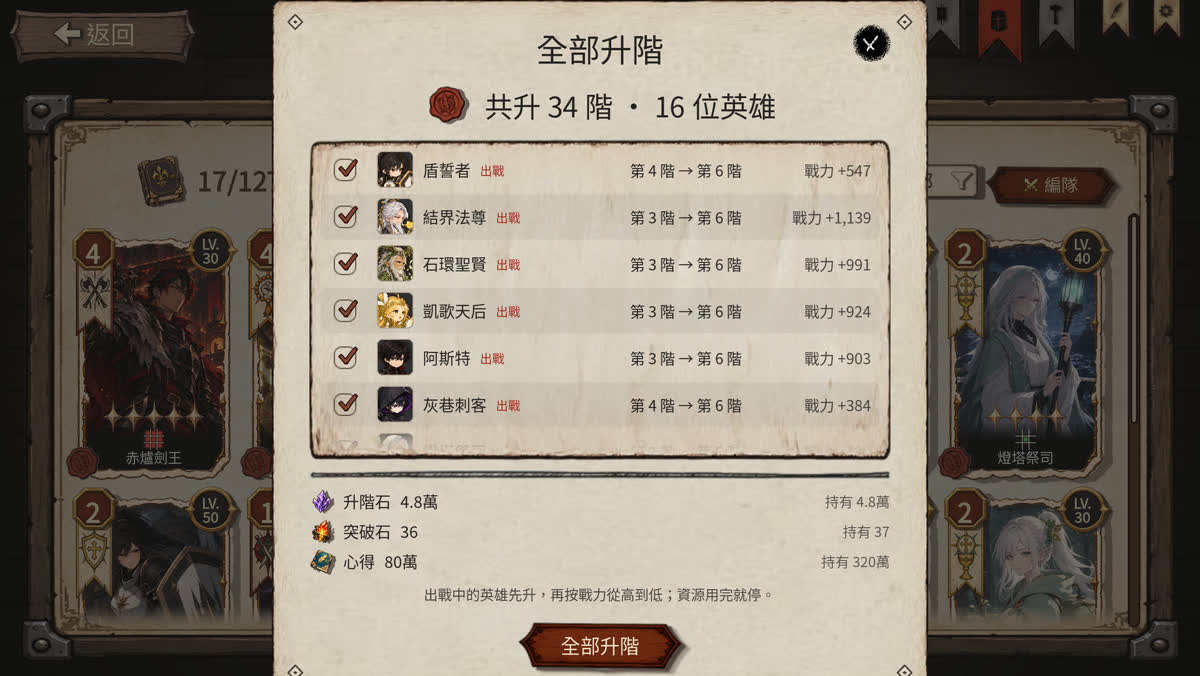 返回
全部升階
共升 34 階 • 16 位英雄
盾誓者 出戰 第 4 階 → 第 6 階 戰力 +547
結界法尊 出戰 第 3 階 → 第 6 階 戰力 +1,139
石環聖賢 出戰 第 3 階 → 第 6 階 戰力 +991
凱歌天后 出戰 第 3 階 → 第 6 階 戰力 +924
阿斯特 出戰 第 3 階 → 第 6 階 戰力 +903
灰巷刺客 出戰 第 4 階 → 第 6 階 戰力 +384
升階石 4.8萬 持有 4.8萬
突破石 36 持有 37
心得 80萬 持有 320萬
出戰中的英雄先升，再按戰力從高到低；資源用完就停。
全部升階
17/127
編隊
4
LV.
30
赤爐劍王
4
2
LV.
40
燈塔祭司
2
LV.
50
1
2
LV.
30